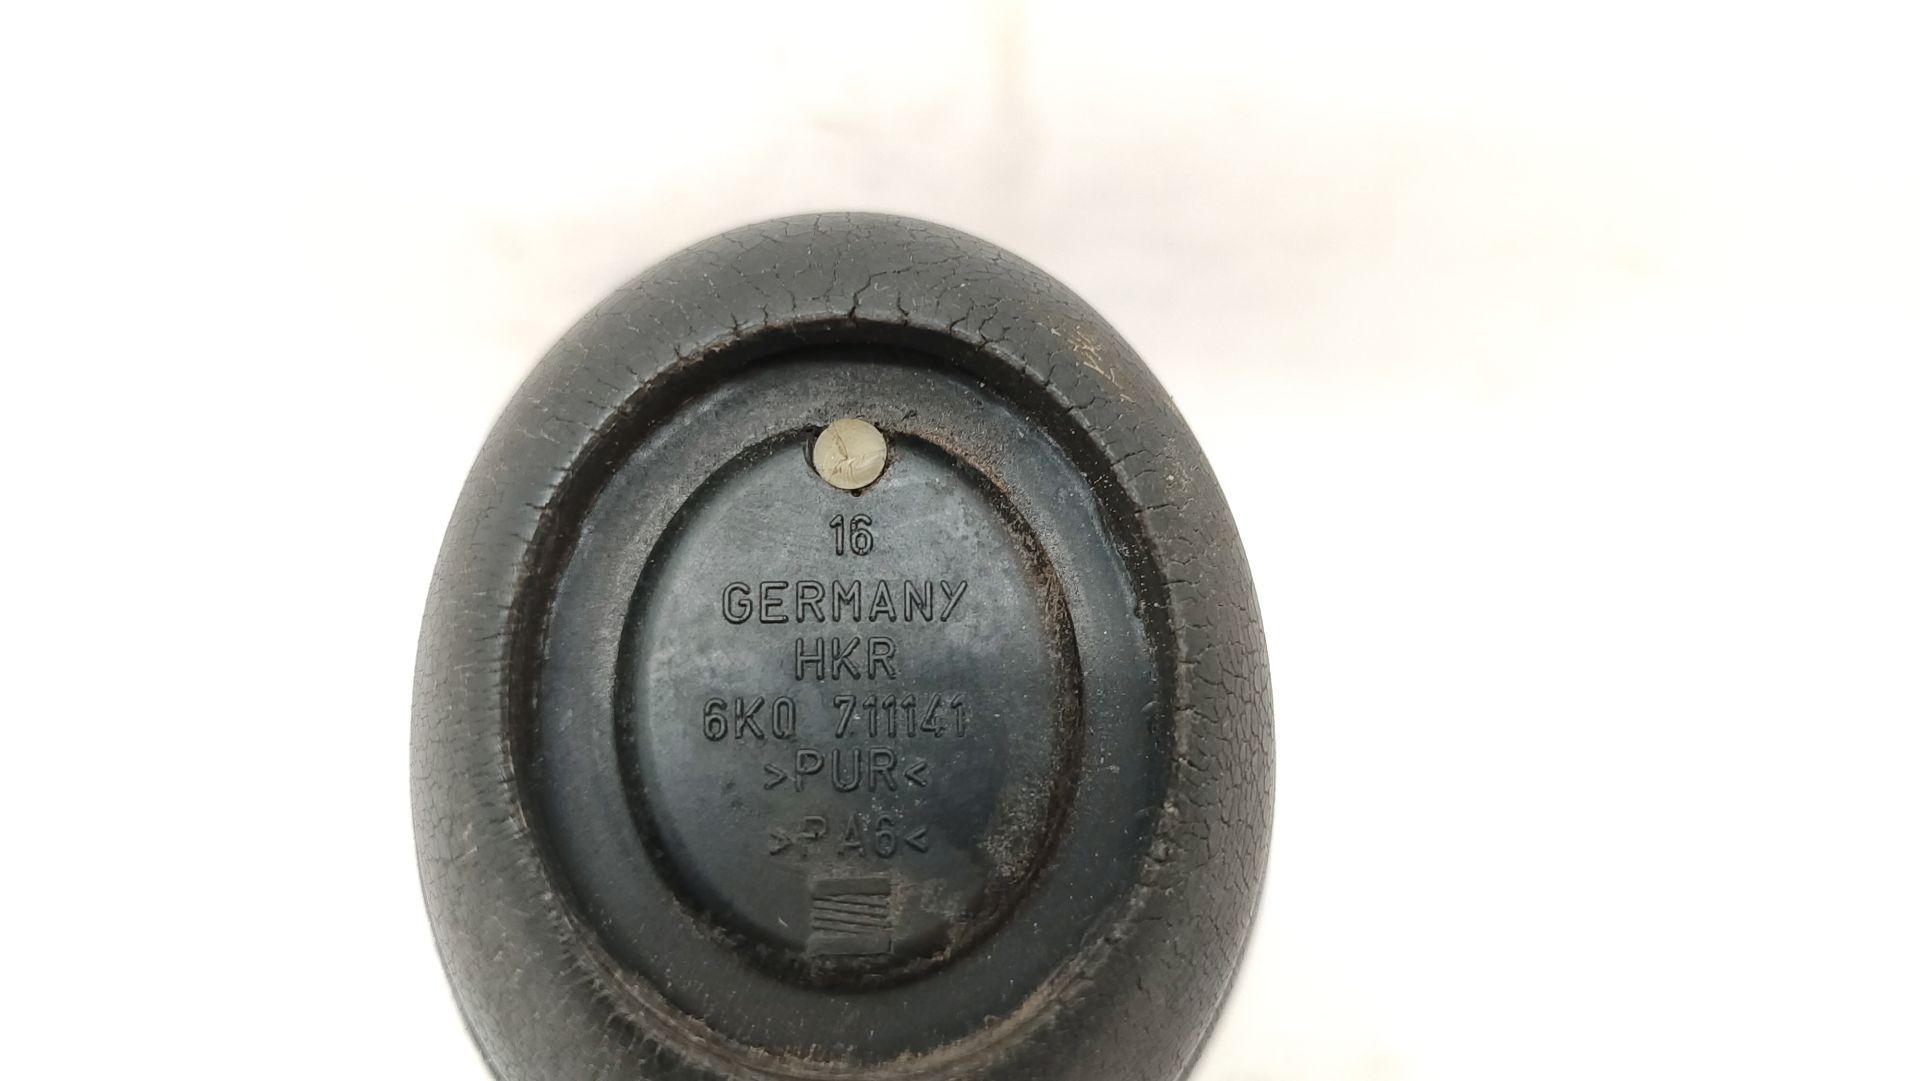 16
GERMANY
HKR
6K0 711141
>PUR<
>PA6<